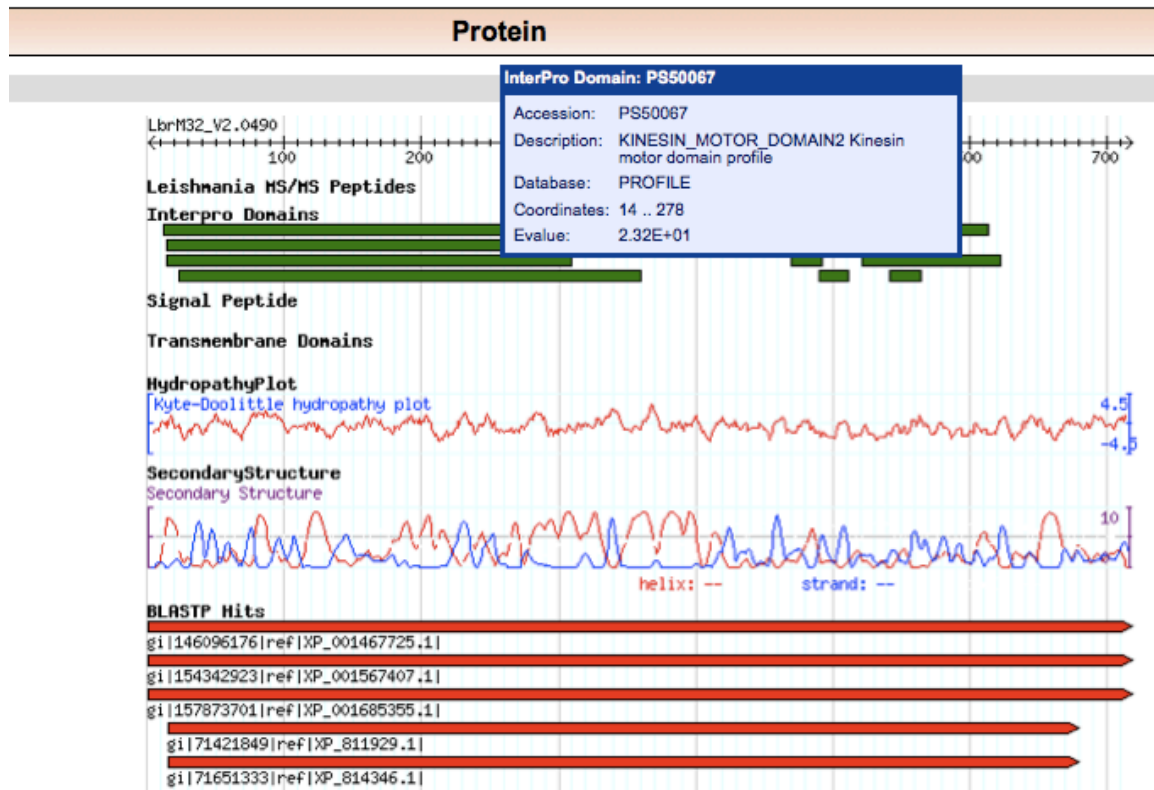 Protein
InterPro Domain: PS50067
Accession: PS50067
Description: KINESIN_MOTOR_DOMAIN2 Kinesin
motor domain profile
Database: PROFILE
Coordinates: 14 .. 278
Evalue: 2.32E+01
LbrM32_V2.0490
100 200 00 700
Leishmania MS/MS Peptides
Interpro Domains
Signal Peptide
Transmembrane Domains
HydropathyPlot
Kyte-Doolittle hydropathy plot 4.5
-4.5
SecondaryStructure
Secondary Structure
10
helix: -- strand: --
BLASTP Hits
gi|146096176|ref|XP_001467725.1|
gi|154342923|ref|XP_001567407.1|
gi|157873701|ref|XP_001685355.1|
gi|71421849|ref|XP_811929.1|
gi|71651333|ref|XP_814346.1|